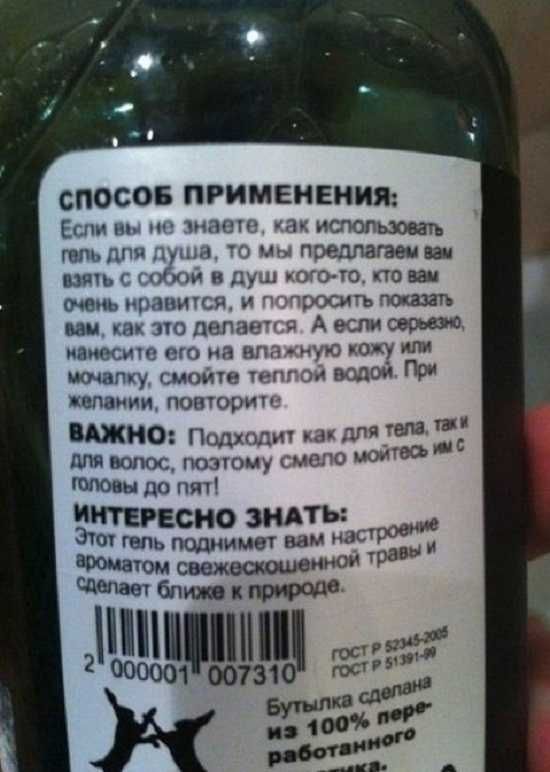 СПОСОБ ПРИМЕНЕНИЯ:
Если вы не знаете, как использовать
гель для душа, то мы предлагаем вам
взять с собой в душ кого-то, кто вам
очень нравится, и попросить показать
вам, как это делается. А если серьезно,
нанесите его на влажную кожу или
мочалку, смойте теплой водой. При
желании, повторите.
ВАЖНО: Подходит как для тела, так и
для волос, поэтому смело мойтесь им с
головы до пят!
ИНТЕРЕСНО ЗНАТЬ:
Этот гель поднимет вам настроение
ароматом свежескошенной травы и
сделает ближе к природе.
2 000001 007310
ГОСТ Р 52345-2005
ГОСТ Р 51391-99
Бутылка сделана
из 100% пере-
работанного